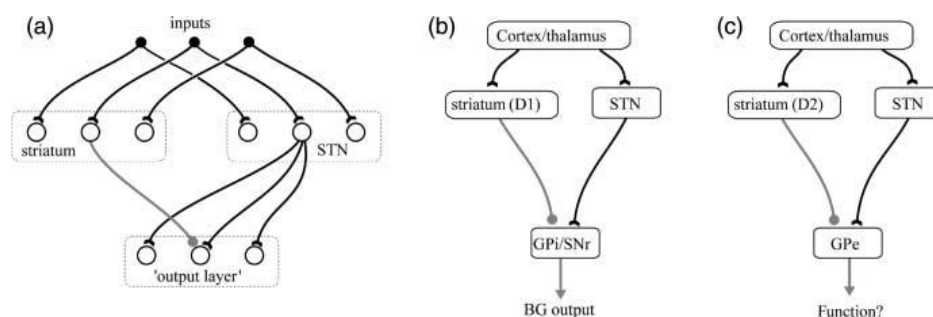 (a)
inputs
striatum
STN
'output layer'
(b)
Cortex/thalamus
striatum (D1)
STN
GPi/SNr
BG output
(c)
Cortex/thalamus
striatum (D2)
STN
GPe
Function?